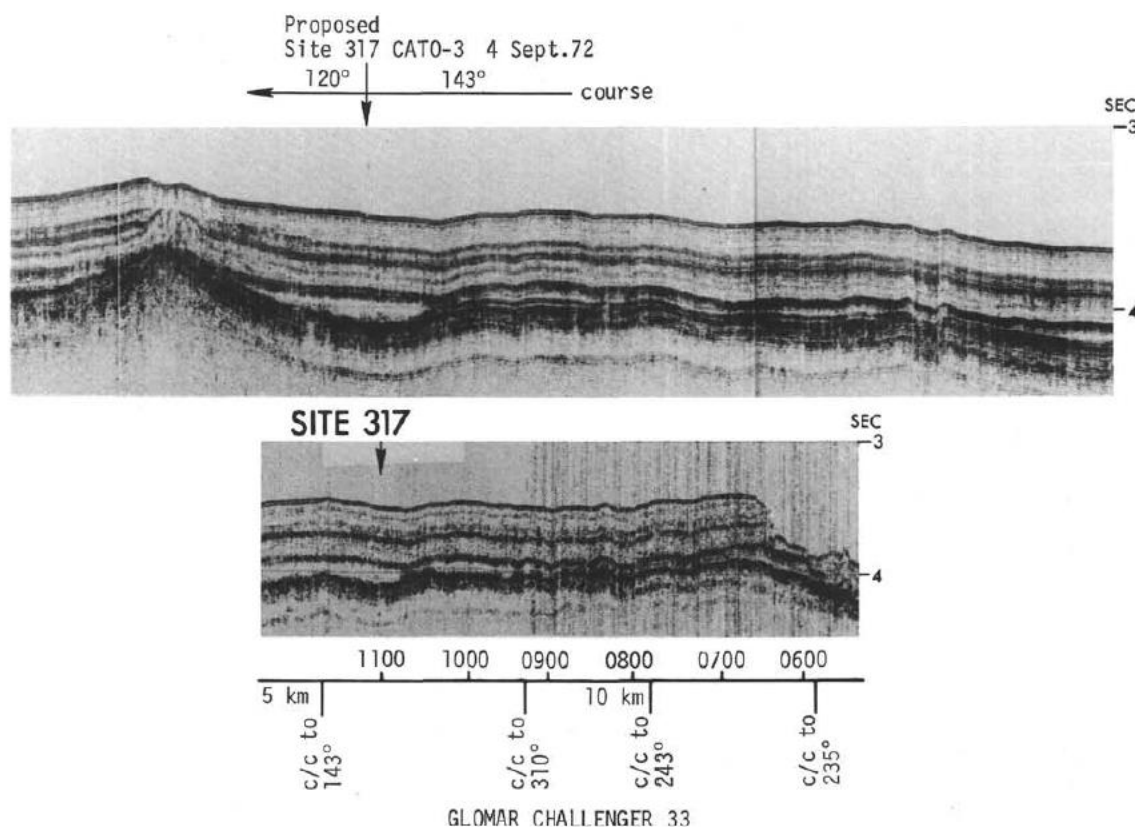 Proposed
Site 317 CATO-3 4 Sept.72
120° 143°
course
SEC
3
4
SITE 317
SEC
3
4
1100 1000 0900 0800 0700 0600
5 km 10 km
c/c to 143°
c/c to 310°
c/c to 243°
c/c to 235°
GLOMAR CHALLENGER 33